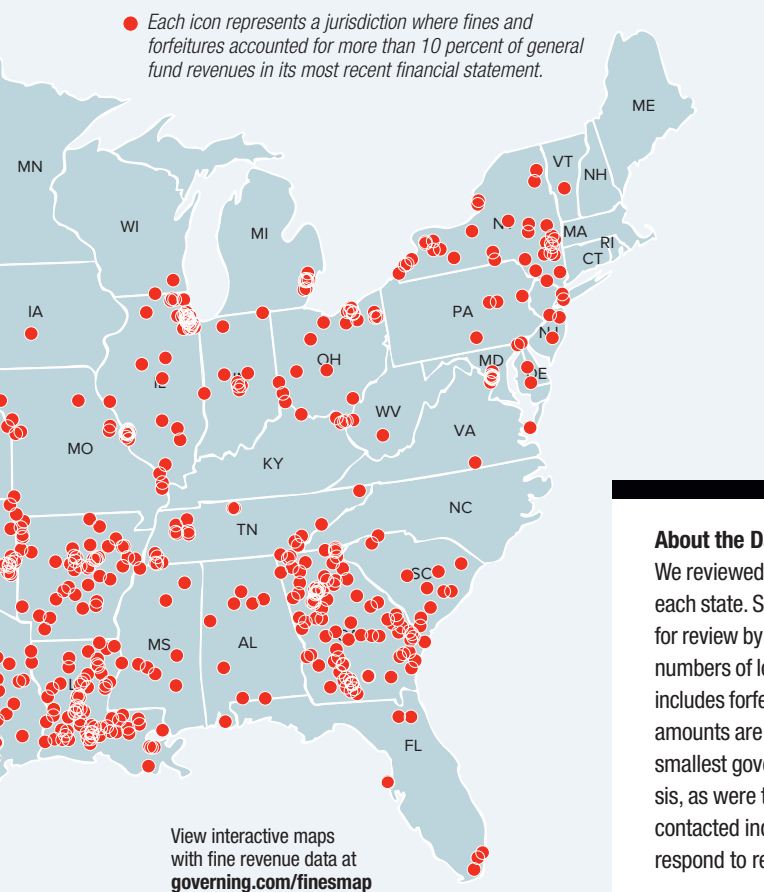 Each icon represents a jurisdiction where fines and
forfeitures accounted for more than 10 percent of general
fund revenues in its most recent financial statement.
ME
MN
VT
NH
WI
MI
MA
RI
CT
IA
PA
OH
MD
DE
IL
WV
MO
VA
KY
NC
TN
SC
MS
AL
FL
View interactive maps
with fine revenue data at
governing.com/finesmap
About the D
We reviewed
each state. S
for review by
numbers of lo
includes forfe
amounts are
smallest gove
sis, as were t
contacted ind
respond to re